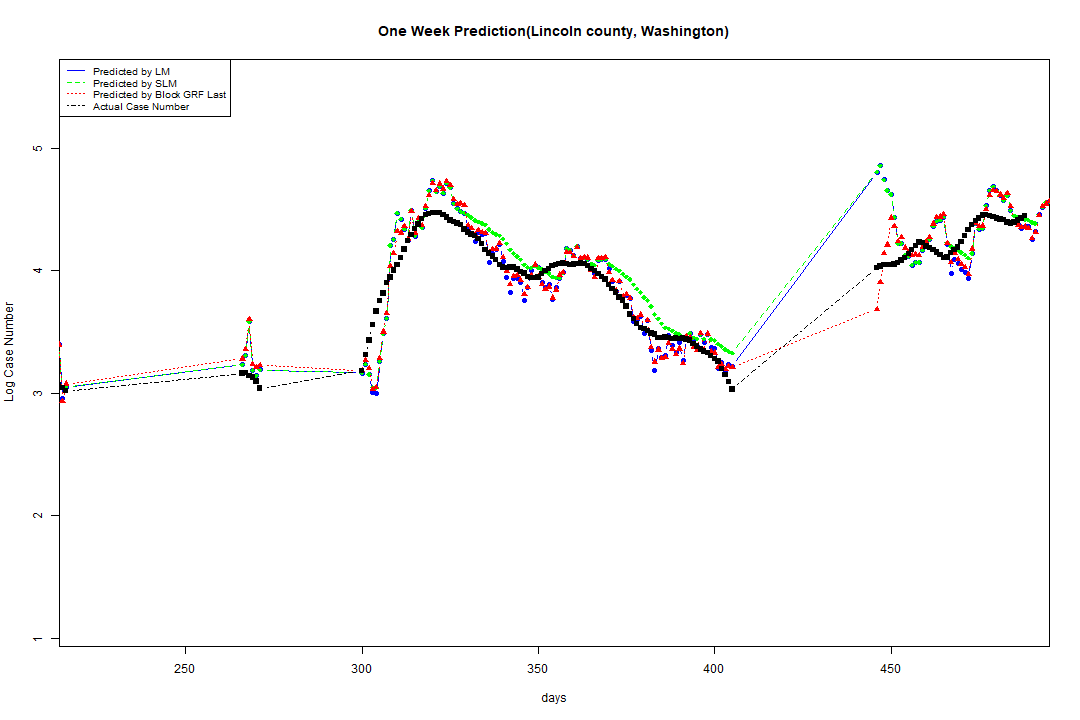 One Week Prediction(Lincoln county, Washington)
Predicted by LM
Predicted by SLM
Predicted by Block GRF Last
Actual Case Number
5
4
3
2
1
Log Case Number
250
300
350
400
450
days